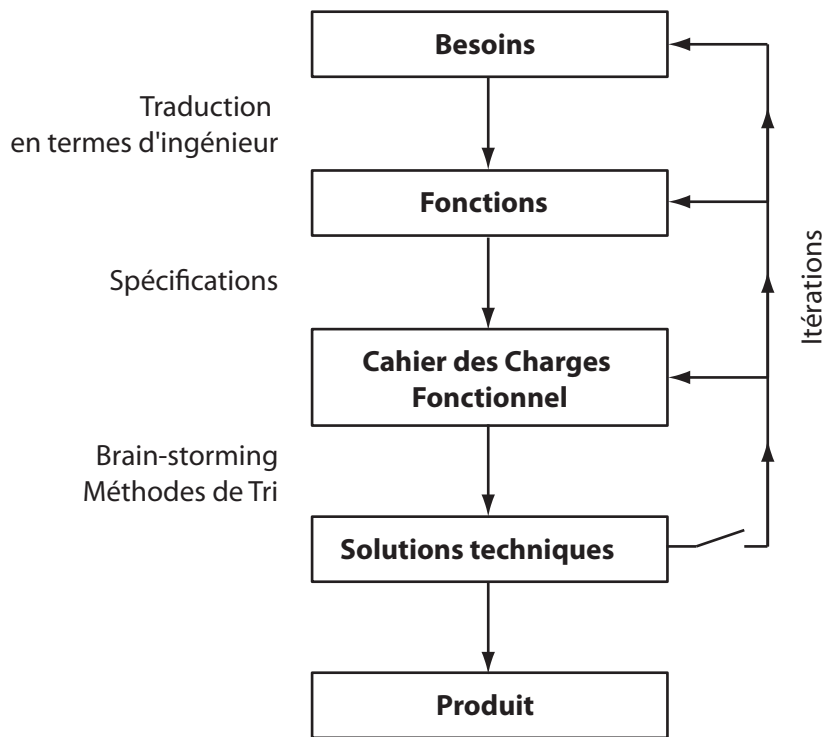 Besoins
Traduction
en termes d'ingénieur
Fonctions
Spécifications
Itérations
Cahier des Charges
Fonctionnel
Brain-storming
Méthodes de Tri
Solutions techniques
Produit